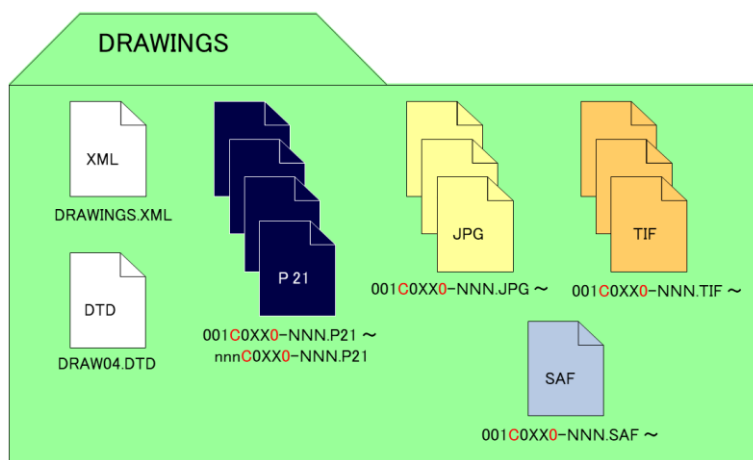 DRAWINGS
XML
DRAWINGS.XML
DTD
DRAW04.DTD
P 21
001C0XX0-NNN.P21 ～
nnnC0XX0-NNN.P21
JPG
001C0XX0-NNN.JPG ～
TIF
001C0XX0-NNN.TIF ～
SAF
001C0XX0-NNN.SAF ～